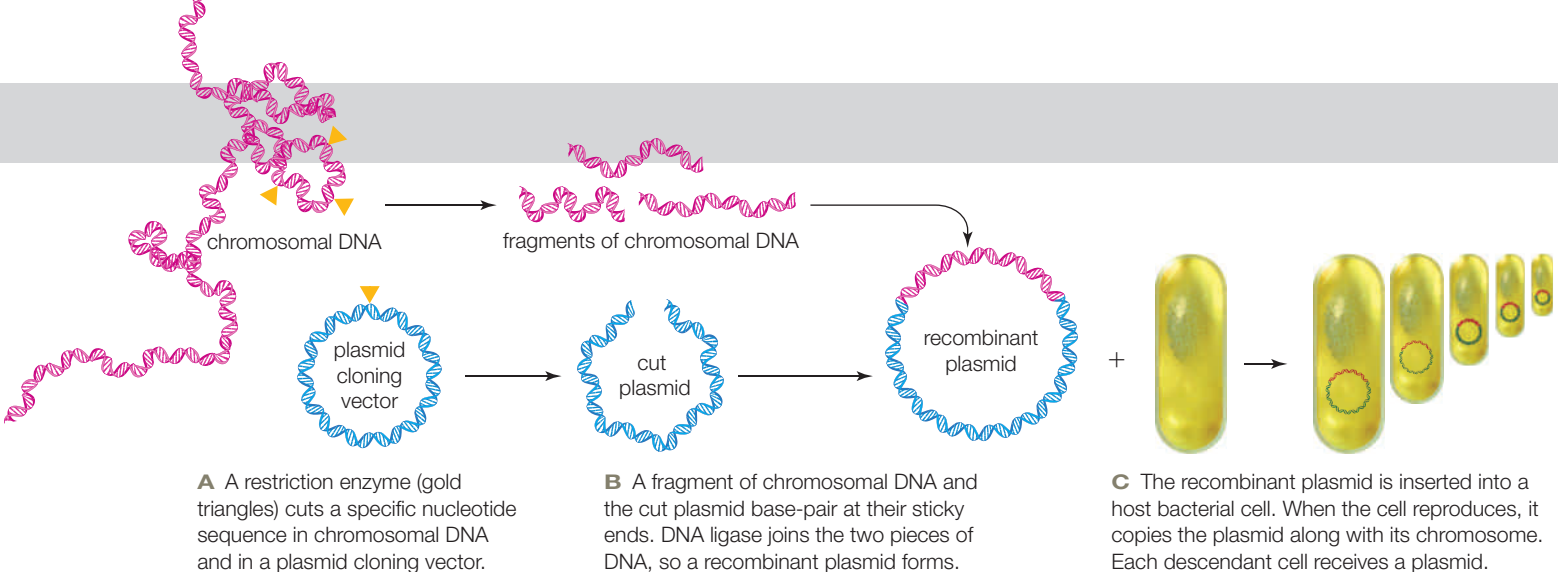 chromosomal DNA
fragments of chromosomal DNA
plasmid
cloning
vector
cut
plasmid
recombinant
plasmid
+
A A restriction enzyme (gold
triangles) cuts a specific nucleotide
sequence in chromosomal DNA
and in a plasmid cloning vector.
B A fragment of chromosomal DNA and
the cut plasmid base-pair at their sticky
ends. DNA ligase joins the two pieces of
DNA, so a recombinant plasmid forms.
C The recombinant plasmid is inserted into a
host bacterial cell. When the cell reproduces, it
copies the plasmid along with its chromosome.
Each descendant cell receives a plasmid.